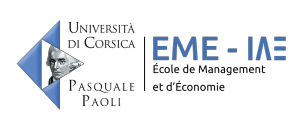 UNIVERSITÀ
DI CORSICA
PASQUALE
PAOLI
EME - IAE
École de Management
et d'Économie